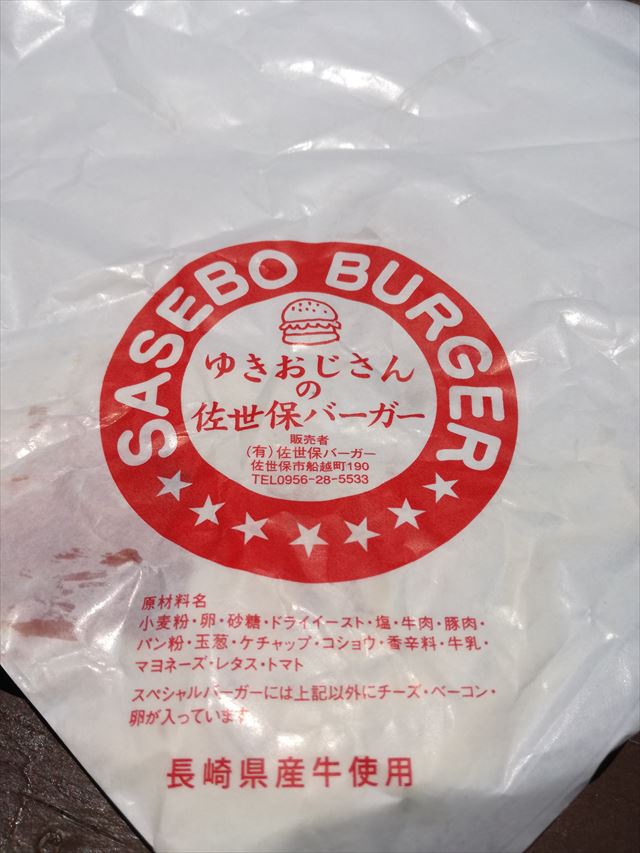 SASEBO BURGER
ゆきおじさん
の
佐世保バーガー
販売者
(有)佐世保バーガー
佐世保市船越町190
TEL0956-28-5533
原材料名
小麦粉・卵・砂糖・ドライイースト・塩・牛肉・豚肉・
パン粉・玉葱・ケチャップ・コショウ・香辛料・牛乳・
マヨネーズ・レタス・トマト
スペシャルバーガーには上記以外にチーズ・ベーコン・
卵が入っています
長崎県産牛使用